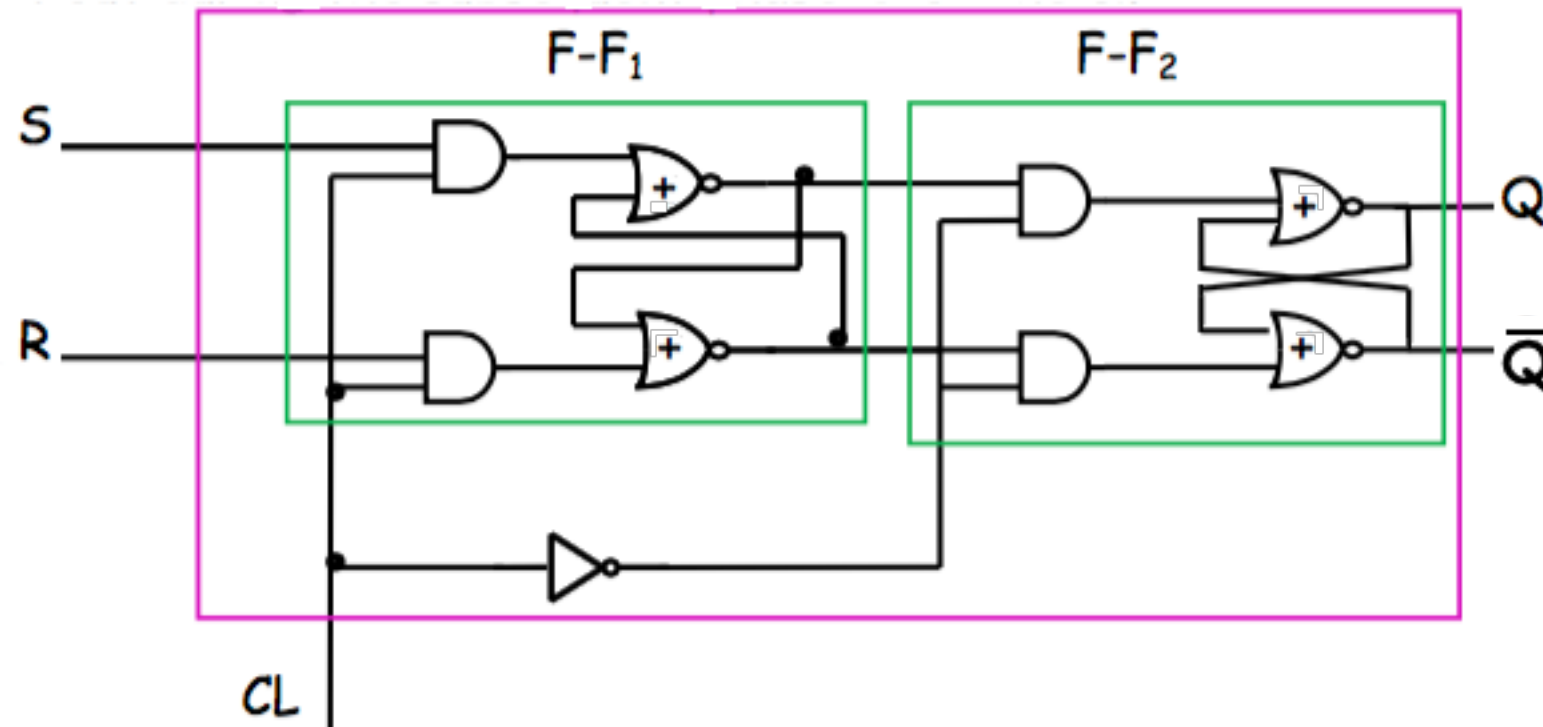 F-F₁ F-F₂
S
+ +
Q
R
+ +
Q̅
CL